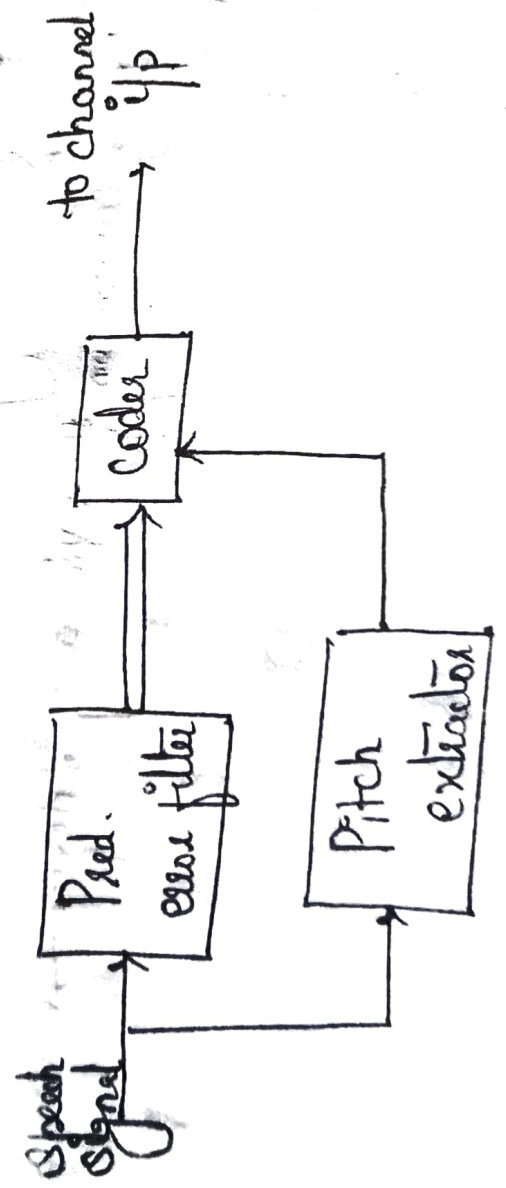 Speech
Signal
Pred.
error filter
Pitch
extractor
Coder
to channel
i/p